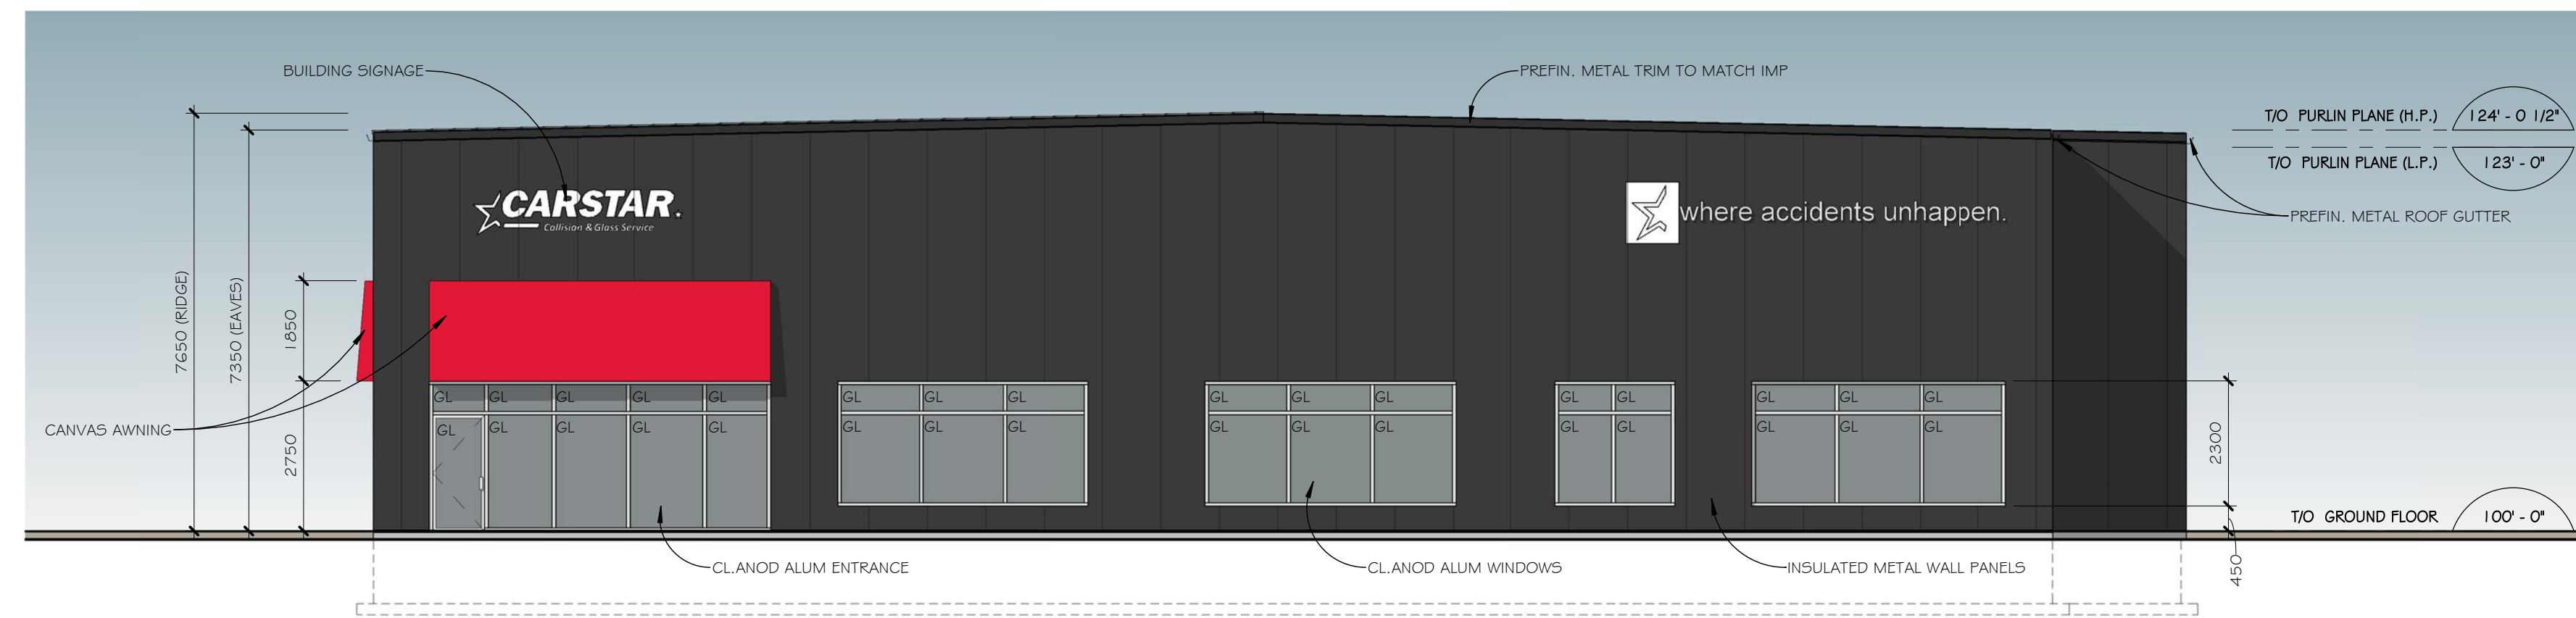 BUILDING SIGNAGE
PREFIN. METAL TRIM TO MATCH IMP
T/O PURLIN PLANE (H.P.)
124' - 0 1/2"
T/O PURLIN PLANE (L.P.)
123' - 0"
PREFIN. METAL ROOF GUTTER
CARSTAR
Collision & Glass Service
where accidents unhappen.
7650 (RIDGE)
7350 (EAVES)
1850
2750
CANVAS AWNING
GL GL GL GL GL
GL GL GL GL GL
GL GL GL
GL GL GL
GL GL GL
GL GL GL
GL GL
GL GL
GL GL GL
GL GL GL
2300
450
T/O GROUND FLOOR
100' - 0"
CL.ANOD ALUM ENTRANCE
CL.ANOD ALUM WINDOWS
INSULATED METAL WALL PANELS